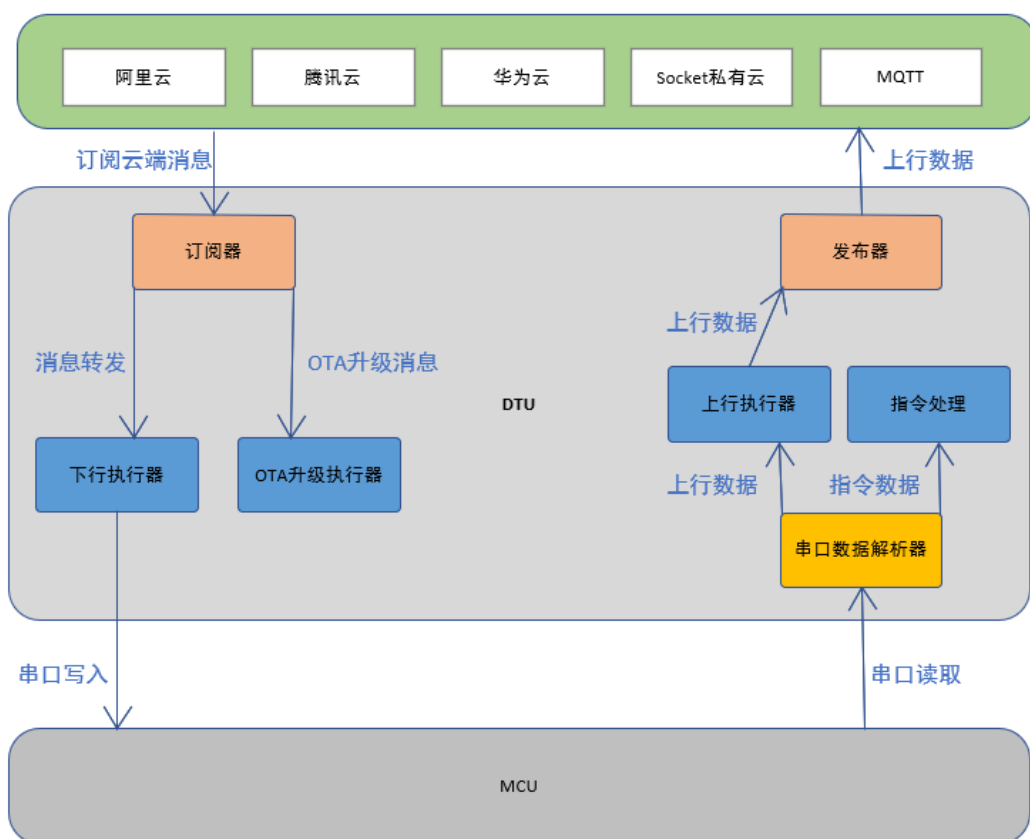 阿里云
腾讯云
华为云
Socket私有云
MQTT
订阅云端消息
上行数据
订阅器
发布器
上行数据
消息转发
OTA升级消息
DTU
上行执行器
指令处理
下行执行器
OTA升级执行器
上行数据
指令数据
串口数据解析器
串口写入
串口读取
MCU